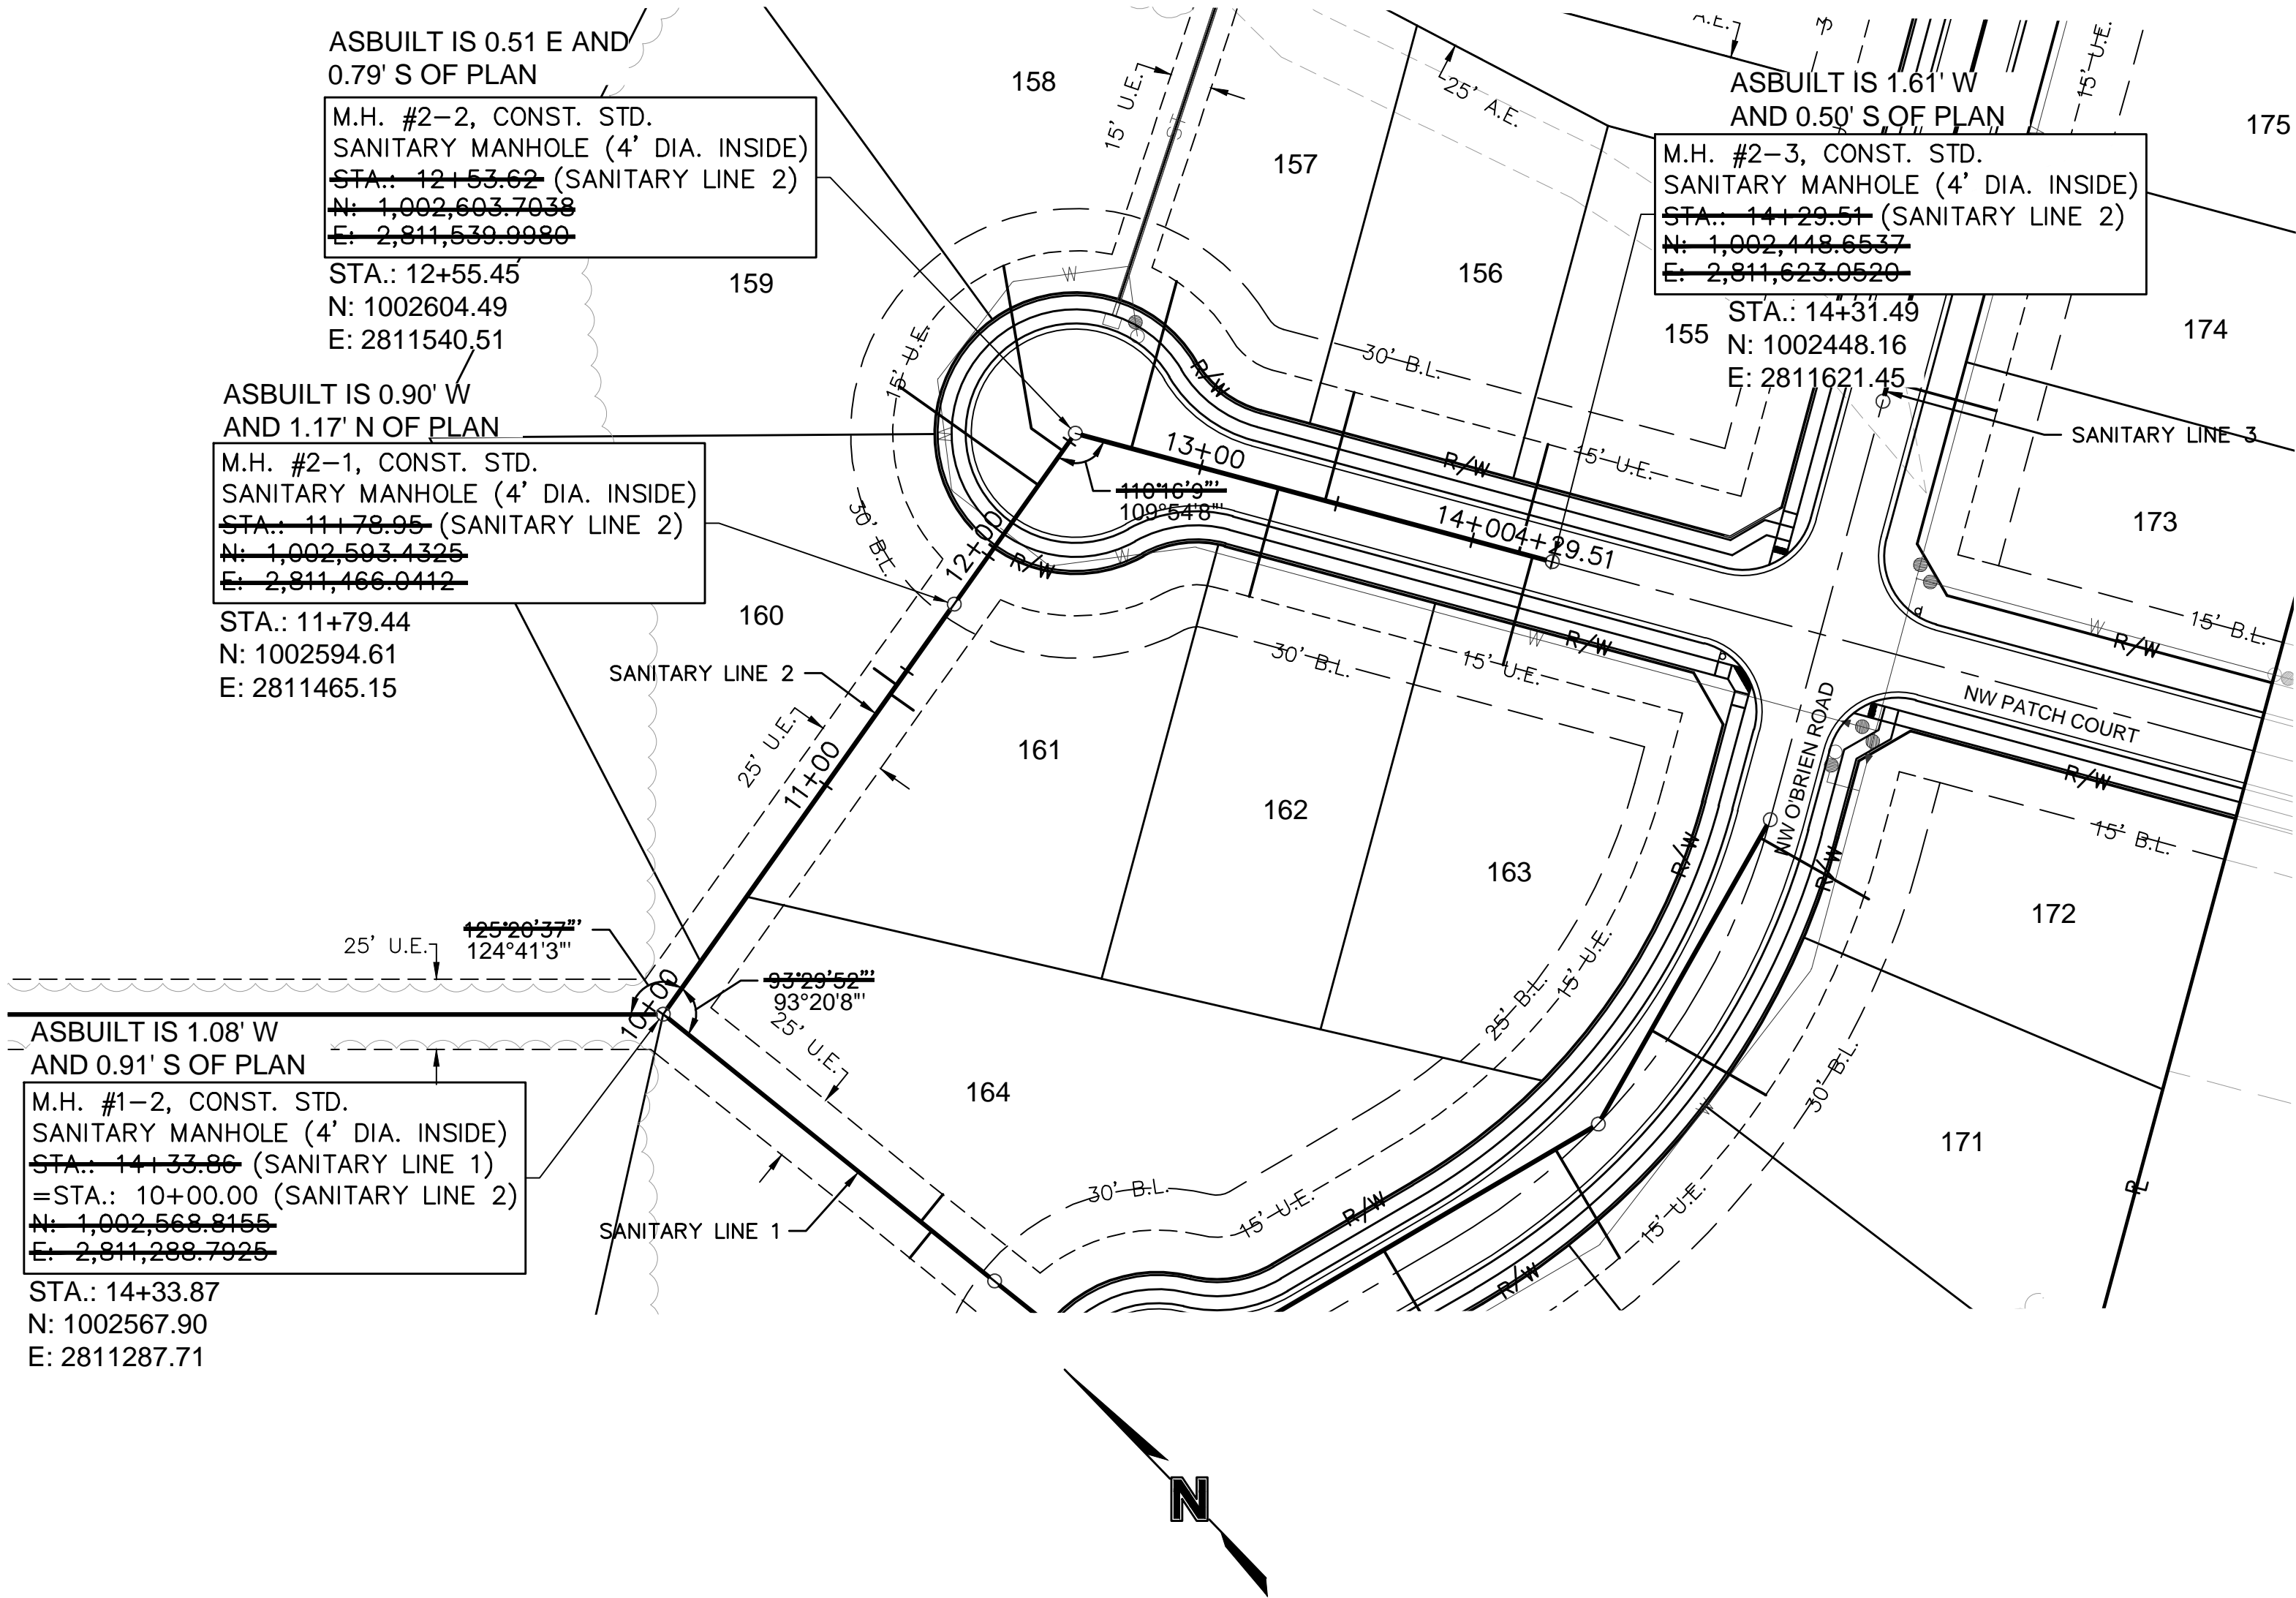 ASBUILT IS 0.51 E AND
0.79' S OF PLAN
M.H. #2-2, CONST. STD.
SANITARY MANHOLE (4' DIA. INSIDE)
STA.: 12+53.62 (SANITARY LINE 2)
N: 1,002,603.7038
E: 2,811,539.9980
STA.: 12+55.45
N: 1002604.49
E: 2811540.51
ASBUILT IS 0.90' W
AND 1.17' N OF PLAN
M.H. #2-1, CONST. STD.
SANITARY MANHOLE (4' DIA. INSIDE)
STA.: 11+78.95 (SANITARY LINE 2)
N: 1,002,593.4325
E: 2,811,466.0412
STA.: 11+79.44
N: 1002594.61
E: 2811465.15
ASBUILT IS 1.61' W
AND 0.50' S OF PLAN
M.H. #2-3, CONST. STD.
SANITARY MANHOLE (4' DIA. INSIDE)
STA.: 14+29.51 (SANITARY LINE 2)
N: 1,002,448.6537
E: 2,811,623.0520
STA.: 14+31.49
N: 1002448.16
E: 2811621.45
ASBUILT IS 1.08' W
AND 0.91' S OF PLAN
M.H. #1-2, CONST. STD.
SANITARY MANHOLE (4' DIA. INSIDE)
STA.: 14+33.86 (SANITARY LINE 1)
=STA.: 10+00.00 (SANITARY LINE 2)
N: 1,002,568.8155
E: 2,811,288.7925
STA.: 14+33.87
N: 1002567.90
E: 2811287.71
158
15' U.E.
ST
157
25' A.E.
A.E.
15' U.E.
175
159
156
155
174
15' U.E.
W
30' B.L.
R/W
SANITARY LINE 3
W
13+00
R/W
15' U.E.
110°16'9"'
109°54'8"'
30' B.L.
12+00
R/W
W
14+00
4+29.51
173
160
15' B.L.
W
R/W
W
R/W
30' B.L.
15' U.E.
SANITARY LINE 2
25' U.E.
11+00
161
162
163
NW PATCH COURT
NW O'BRIEN ROAD
R/W
15' B.L.
R/W
R/W
172
125°20'37"'
124°41'3"'
25' U.E.
93°29'52"'
93°20'8"'
10+00
25' U.E.
25' B.L.
15' U.E.
164
30' B.L.
W
171
PL
30' B.L.
15' U.E.
R/W
15' U.E.
R/W
SANITARY LINE 1
N